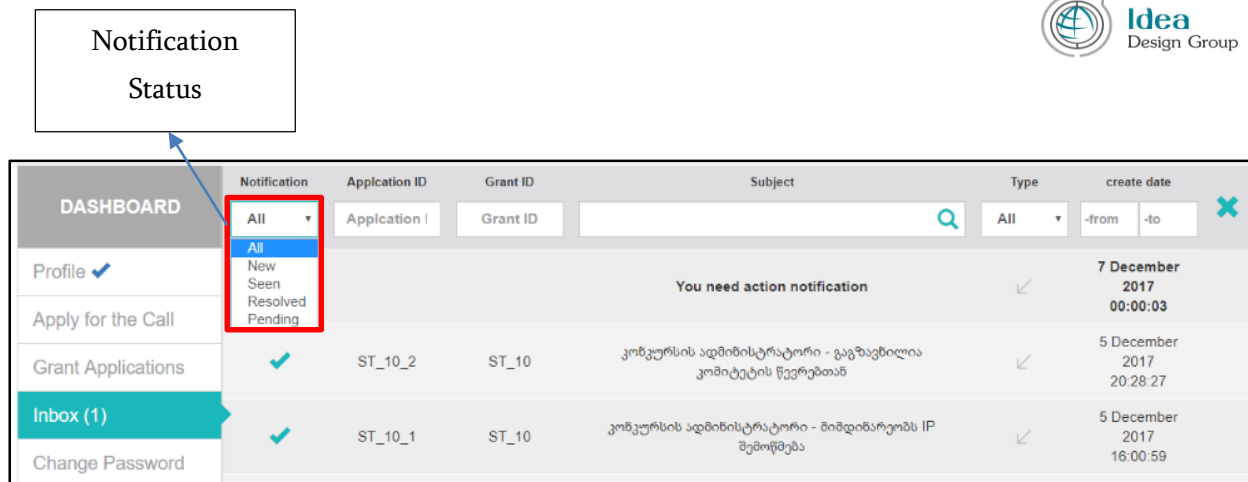 Idea
Design Group
Notification
Status
DASHBOARD
Notification
Applcation ID
Grant ID
Subject
Type
create date
All
Applcation I
Grant ID
All
-from
-to
All
New
Seen
Resolved
Pending
Profile
Apply for the Call
Grant Applications
Inbox (1)
Change Password
You need action notification
7 December
2017
00:00:03
ST_10_2
ST_10
კონკურსის ადმინისტრატორი - გაგზავნილია
კომიტეტის წევრებთან
5 December
2017
20:28:27
ST_10_1
ST_10
კონკურსის ადმინისტრატორი - მიმდინარეობს IP
შემოწმება
5 December
2017
16:00:59